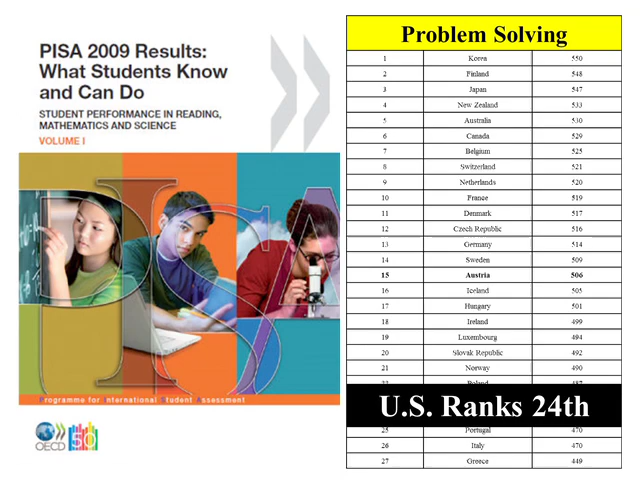 PISA 2009 Results:
What Students Know
and Can Do
STUDENT PERFORMANCE IN READING,
MATHEMATICS AND SCIENCE
VOLUME I
PISA
Programme for International Student Assessment
OECD
50
Problem Solving
1 Korea 550
2 Finland 548
3 Japan 547
4 New Zealand 533
5 Australia 530
6 Canada 529
7 Belgium 525
8 Switzerland 521
9 Netherlands 520
10 France 519
11 Denmark 517
12 Czech Republic 516
13 Germany 514
14 Sweden 509
15 Austria 506
16 Iceland 505
17 Hungary 501
18 Ireland 499
19 Luxembourg 494
20 Slovak Republic 492
21 Norway 490
22 Poland 487
U.S. Ranks 24th
25 Portugal 470
26 Italy 470
27 Greece 449